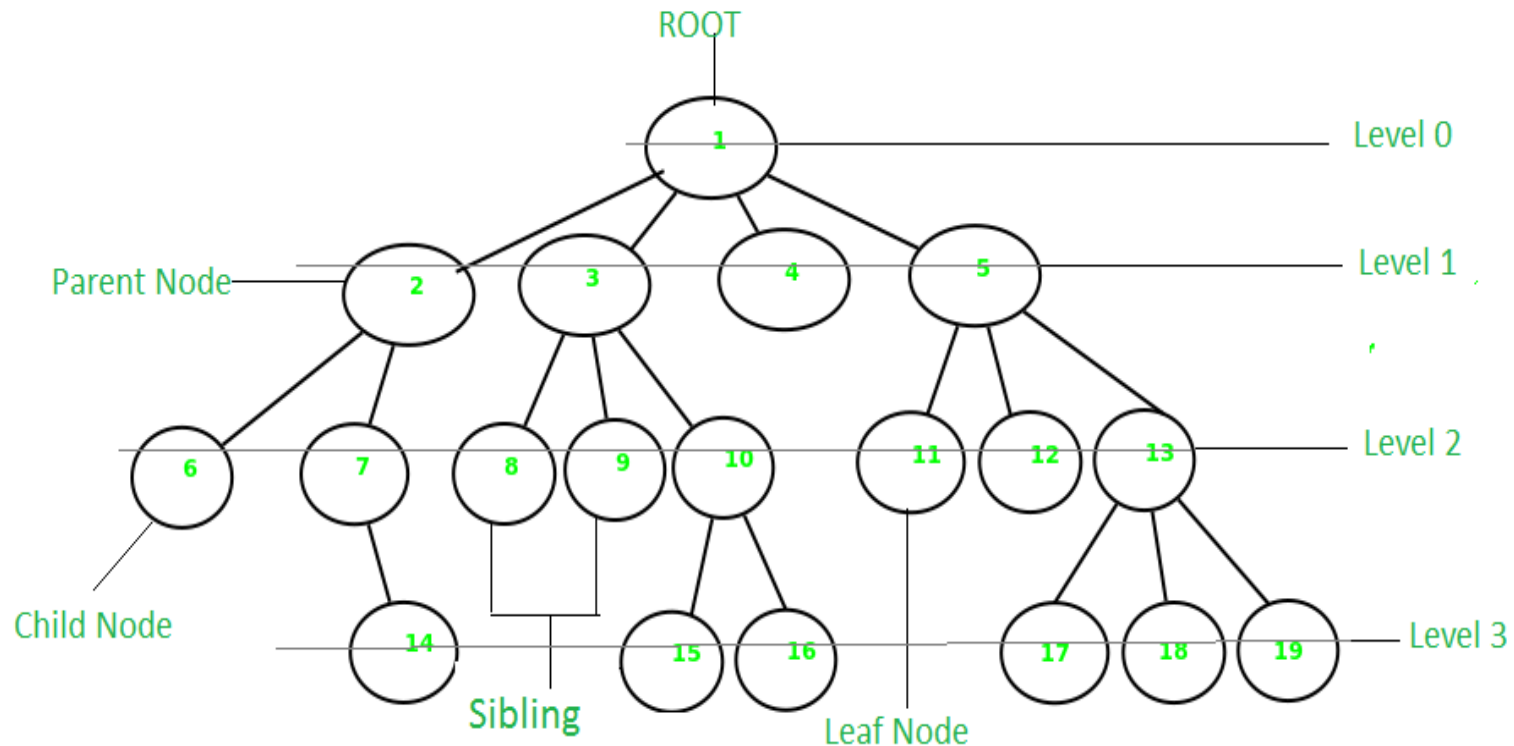 ROOT
1
Level 0
Parent Node
2
3
4
5
Level 1
6
7
8
9
10
11
12
13
Level 2
Child Node
14
15
16
17
18
19
Level 3
Sibling
Leaf Node